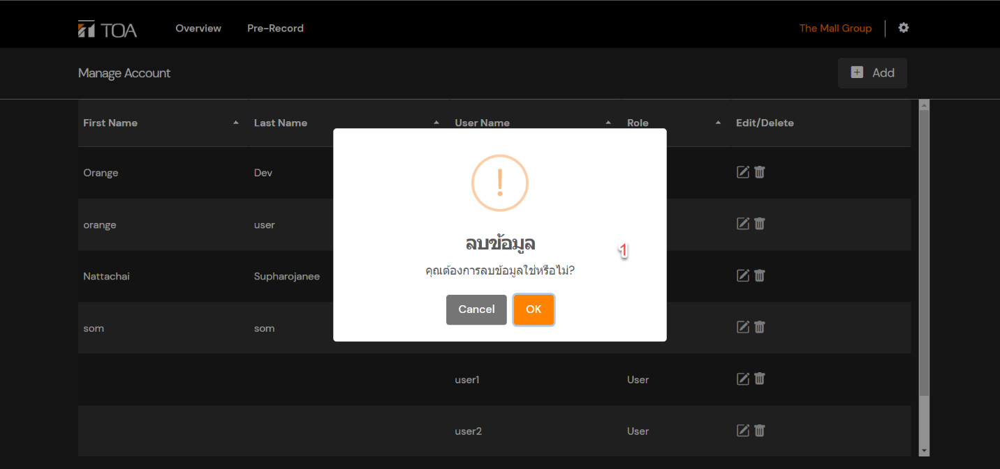 TOA Overview Pre-Record The Mall Group
Manage Account Add
First Name Last Name User Name Role Edit/Delete
Orange Dev
orange user
!
ลบข้อมูล
1
Nattachai Supharojanee
คุณต้องการลบข้อมูลใช่หรือไม่?
Cancel OK
som som
user1 User
user2 User